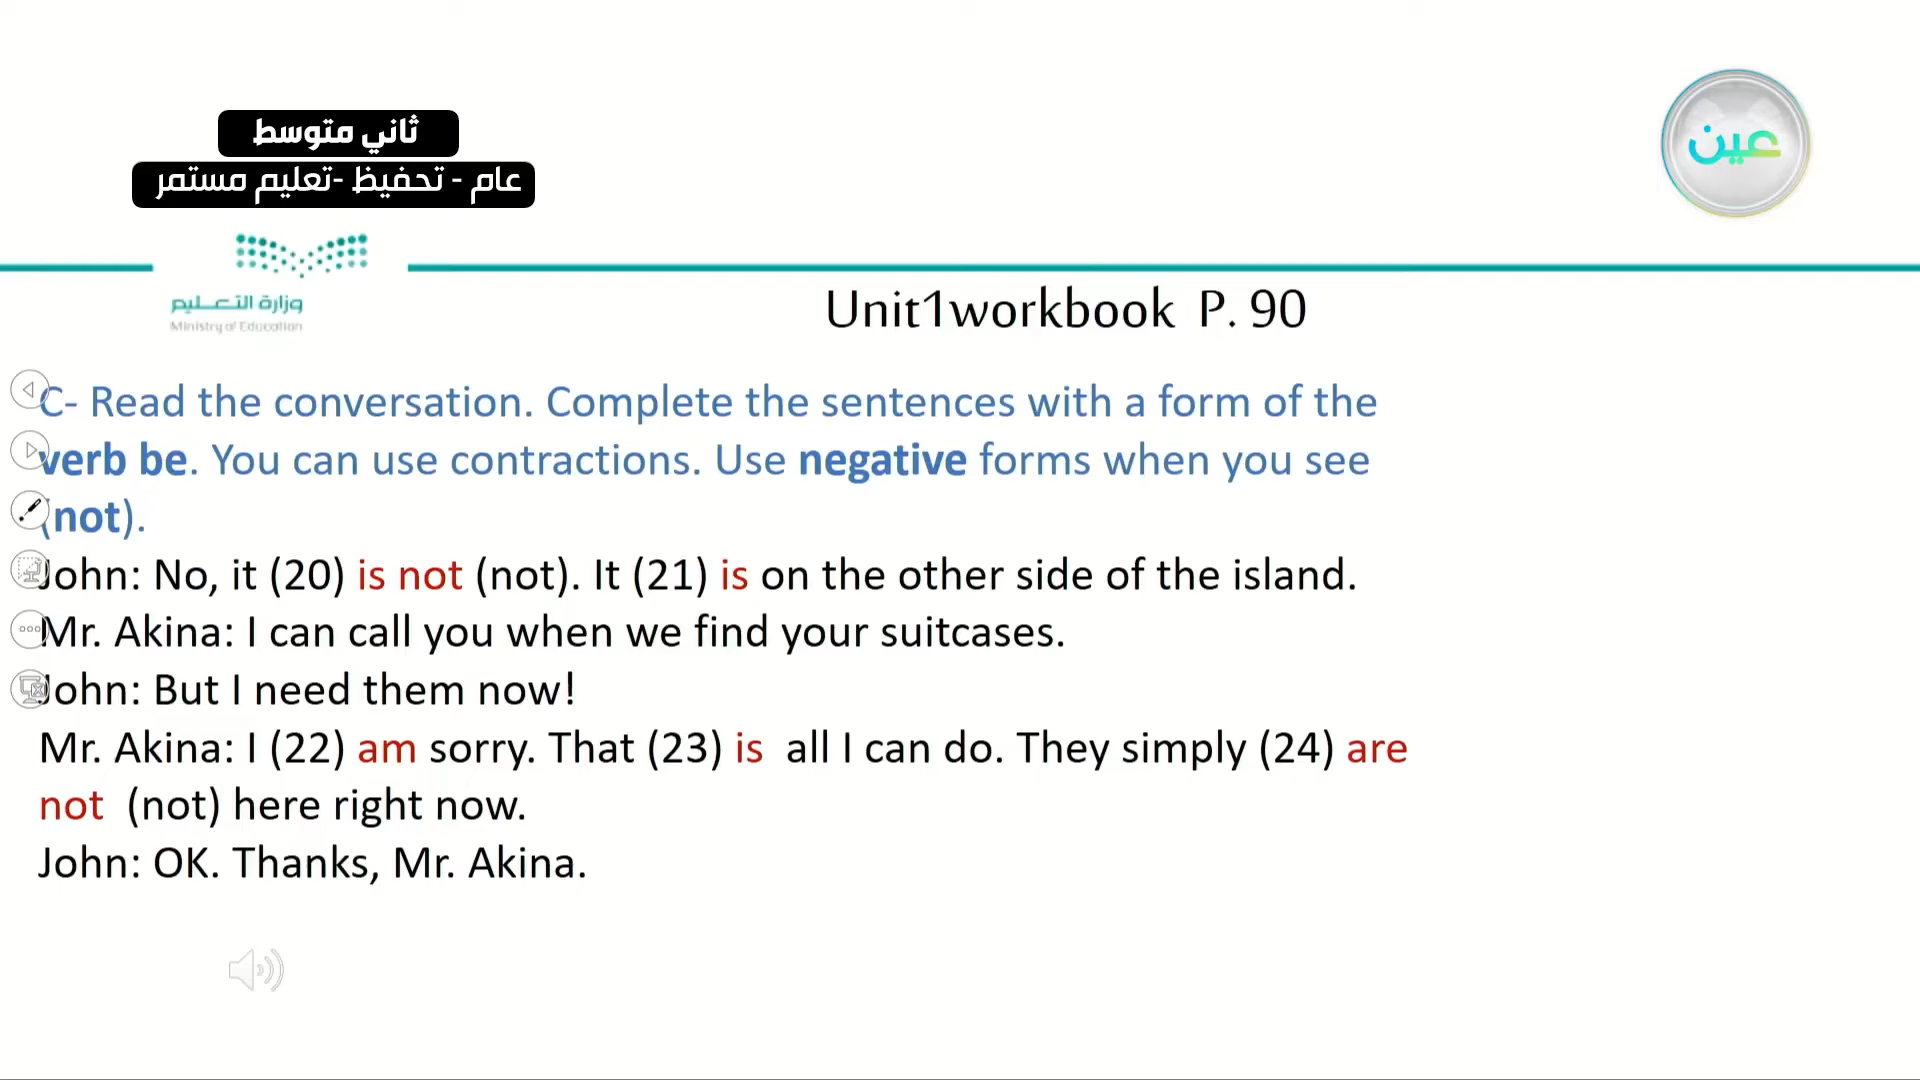 ثاني متوسط
عام - تحفيظ -تعليم مستمر
عين
وزارة التعليم
Ministry of Education
Unit1workbook P. 90
C- Read the conversation. Complete the sentences with a form of the
verb be. You can use contractions. Use negative forms when you see
(not).
John: No, it (20) is not (not). It (21) is on the other side of the island.
Mr. Akina: I can call you when we find your suitcases.
John: But I need them now!
Mr. Akina: I (22) am sorry. That (23) is all I can do. They simply (24) are
not (not) here right now.
John: OK. Thanks, Mr. Akina.